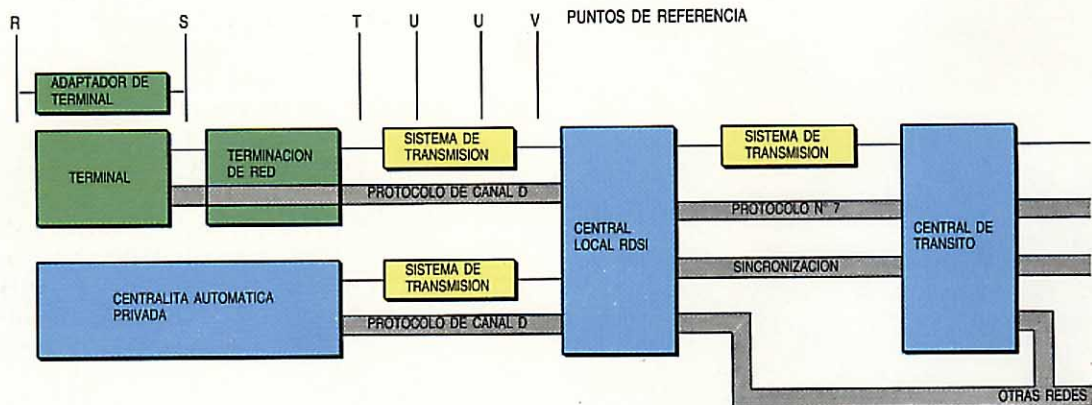 R S T U U V PUNTOS DE REFERENCIA
ADAPTADOR DE
TERMINAL
TERMINAL
TERMINACION
DE RED
SISTEMA DE
TRANSMISION
PROTOCOLO DE CANAL D
CENTRALITA AUTOMATICA
PRIVADA
SISTEMA DE
TRANSMISION
PROTOCOLO DE CANAL D
CENTRAL
LOCAL RDSI
SISTEMA DE
TRANSMISION
PROTOCOLO N° 7
SINCRONIZACION
CENTRAL DE
TRANSITO
OTRAS REDES